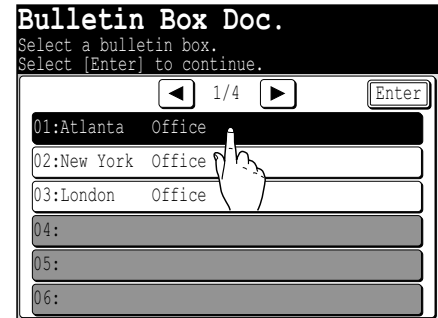 Bulletin Box Doc.
Select a bulletin box.
Select [Enter] to continue.
◀ 1/4 ▶ Enter
01:Atlanta Office
02:New York Office
03:London Office
04:
05:
06: